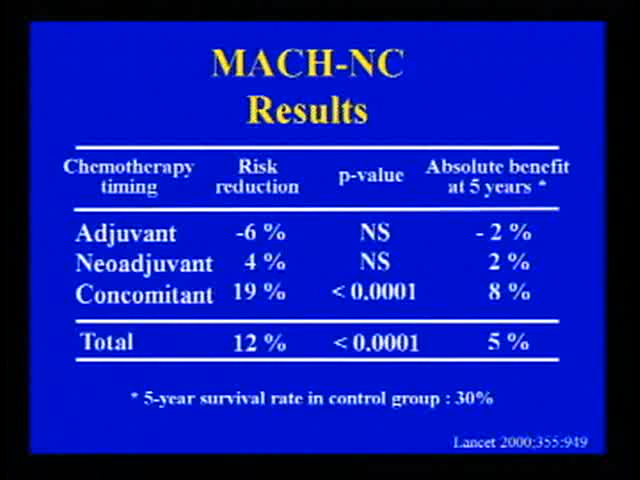 MACH-NC
Results
Chemotherapy timing Risk reduction p-value Absolute benefit at 5 years *
Adjuvant -6 % NS - 2 %
Neoadjuvant 4 % NS 2 %
Concomitant 19 % < 0.0001 8 %
Total 12 % < 0.0001 5 %
* 5-year survival rate in control group : 30%
Lancet 2000;355:949